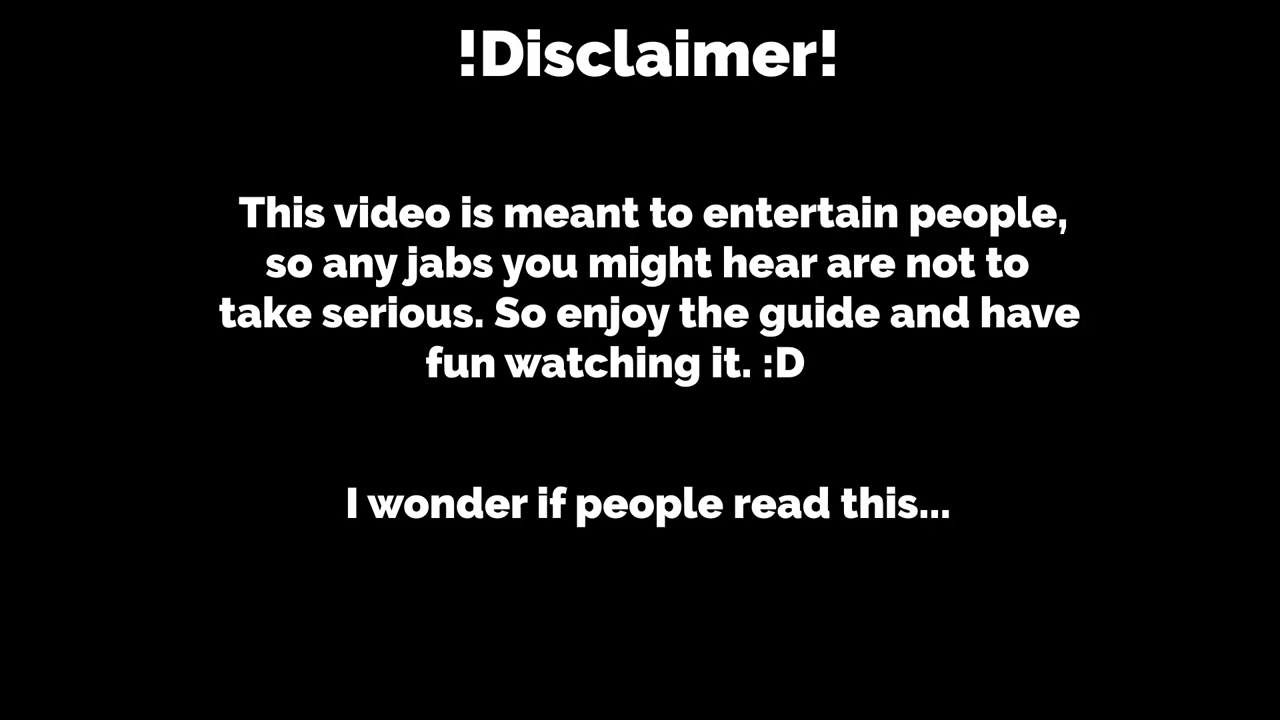 !Disclaimer!
This video is meant to entertain people,
so any jabs you might hear are not to
take serious. So enjoy the guide and have
fun watching it. :D
I wonder if people read this...